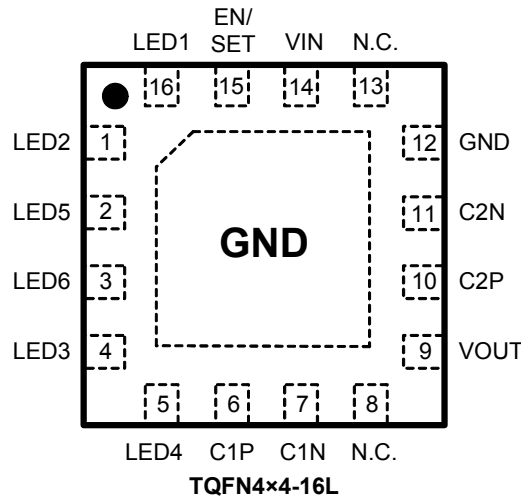 EN/
LED1 SET VIN N.C.
16 15 14 13
LED2 1 12 GND
LED5 2 11 C2N
GND
LED6 3 10 C2P
LED3 4 9 VOUT
5 6 7 8
LED4 C1P C1N N.C.
TQFN4×4-16L